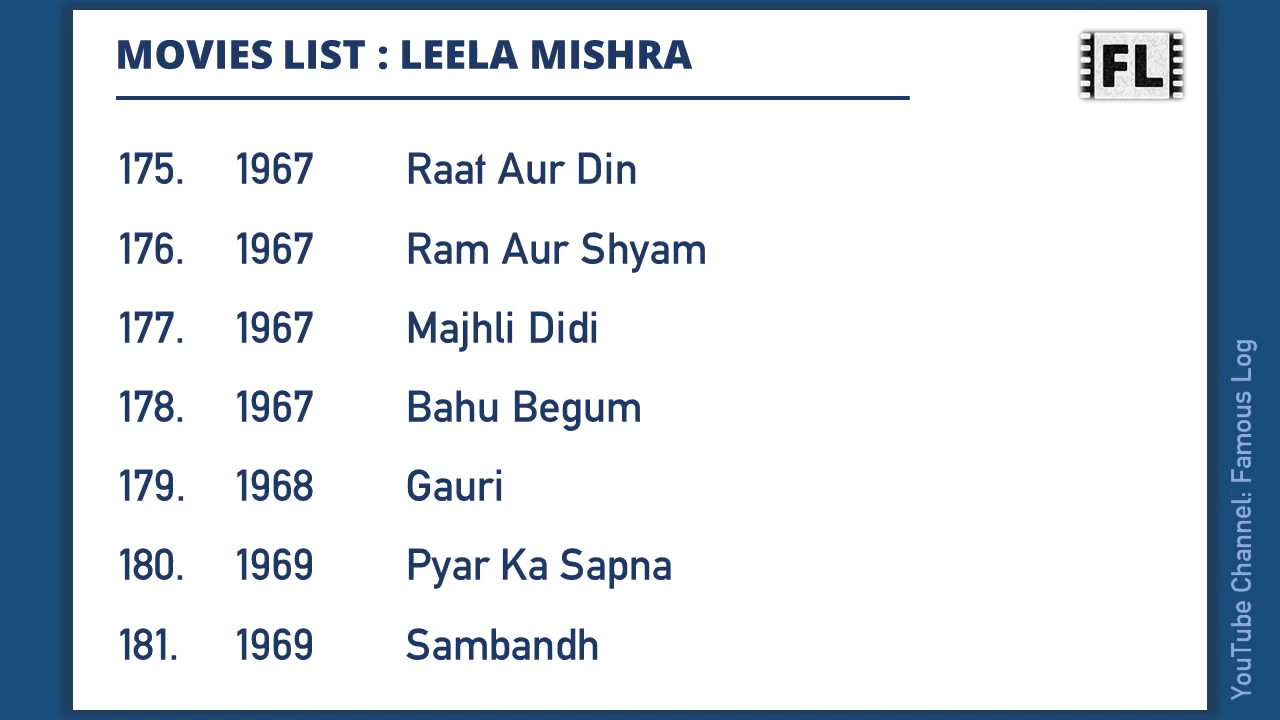 MOVIES LIST : LEELA MISHRA
FL
175. 1967 Raat Aur Din
176. 1967 Ram Aur Shyam
177. 1967 Majhli Didi
178. 1967 Bahu Begum
179. 1968 Gauri
180. 1969 Pyar Ka Sapna
181. 1969 Sambandh
YouTube Channel: Famous Log